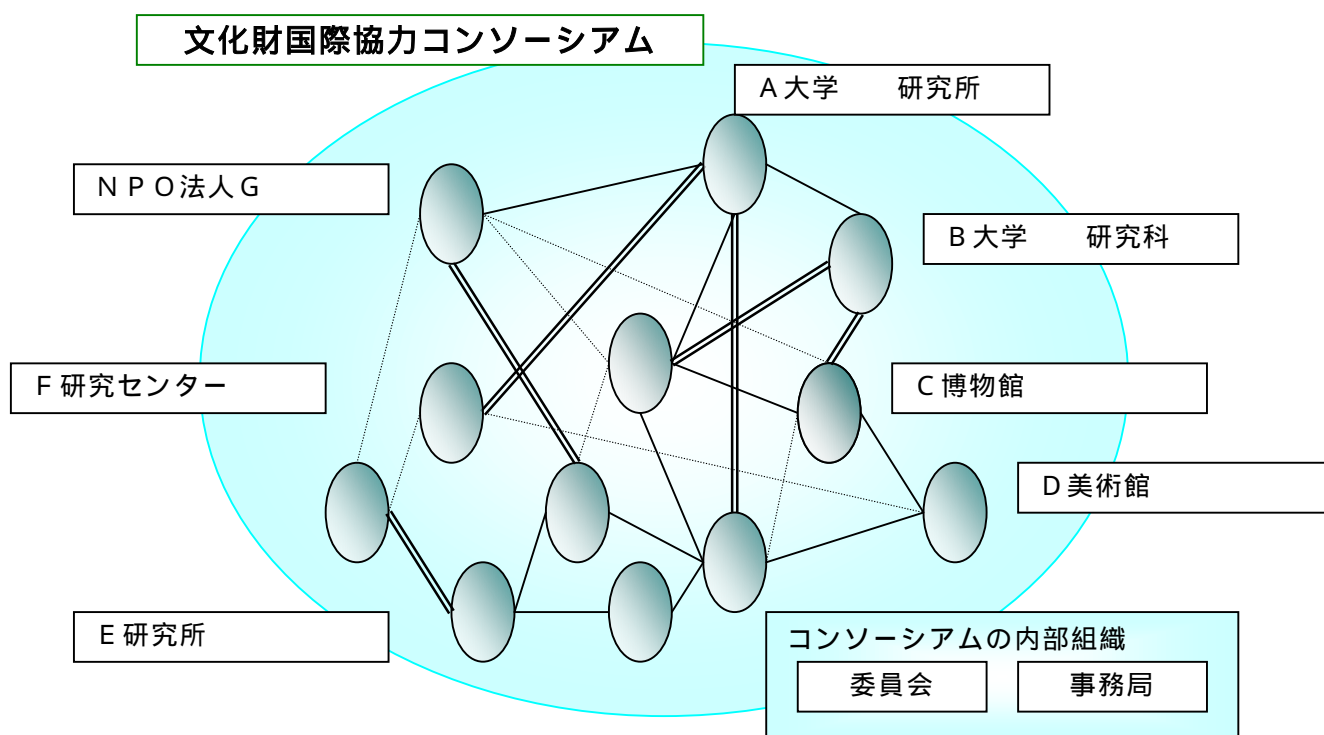 文化財国際協力コンソーシアム
A大学　　研究所
NPO法人G
B大学　　研究科
F研究センター
C博物館
D美術館
E研究所
コンソーシアムの内部組織
委員会
事務局